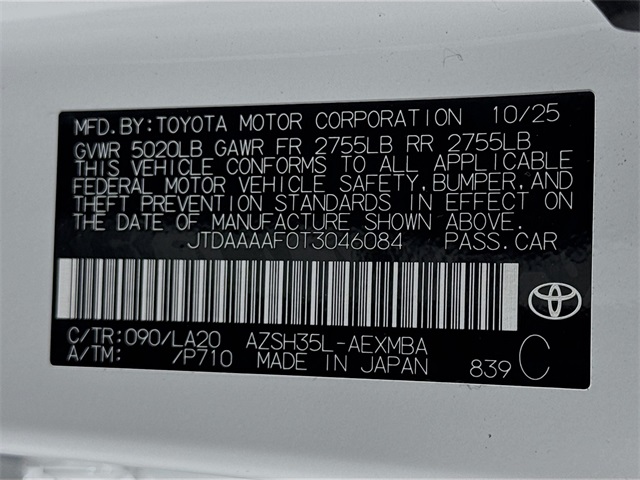 MFD.BY:TOYOTA MOTOR CORPORATION 10/25
GVWR 5020LB GAWR FR 2755LB RR 2755LB
THIS VEHICLE CONFORMS TO ALL APPLICABLE
FEDERAL MOTOR VEHICLE SAFETY,BUMPER,AND
THEFT PREVENTION STANDARDS IN EFFECT ON
THE DATE OF MANUFACTURE SHOWN ABOVE.
JTDAAAAF0T3046084 PASS.CAR
C/TR:090/LA20 AZSH35L-AEXMBA
A/TM: /P710 MADE IN JAPAN 839 C